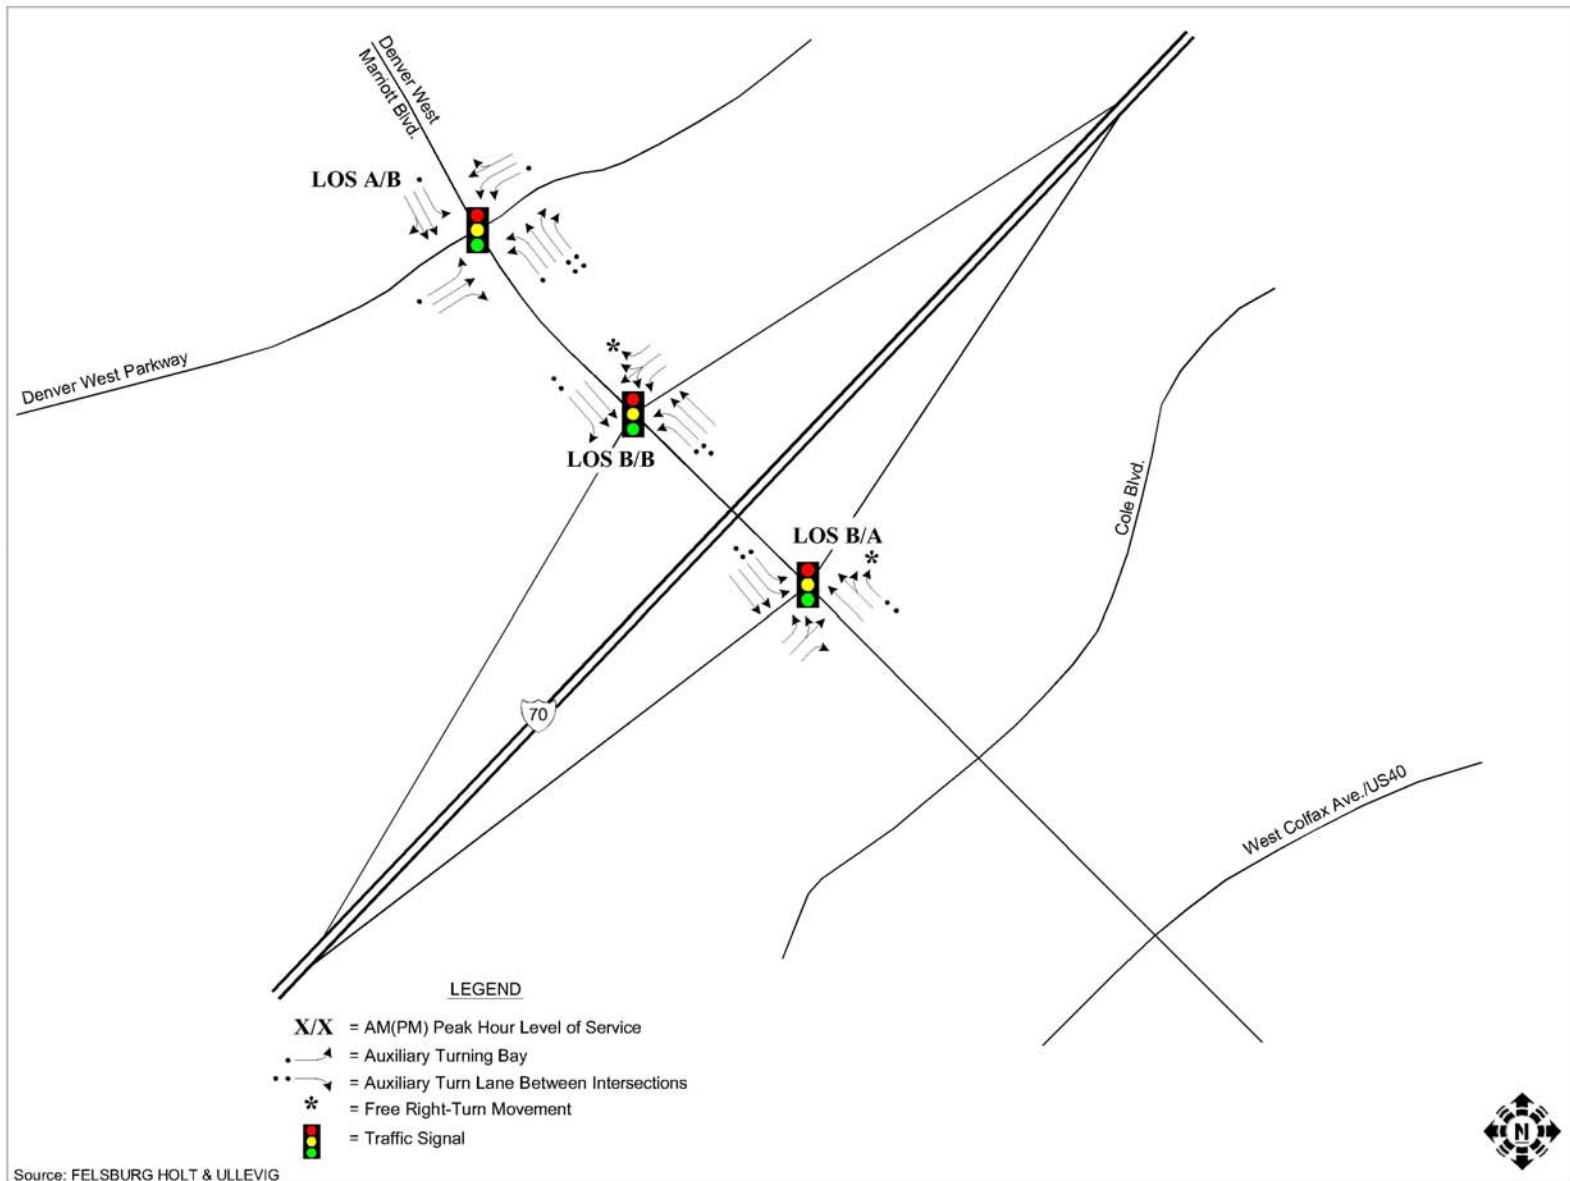 Denver West
Marriott Blvd.
LOS A/B
Denver West Parkway
LOS B/B
LOS B/A
Cole Blvd.
70
West Colfax Ave./US40
LEGEND
X/X = AM(PM) Peak Hour Level of Service
= Auxiliary Turning Bay
= Auxiliary Turn Lane Between Intersections
* = Free Right-Turn Movement
= Traffic Signal
N
Source: FELSBURG HOLT & ULLEVIG